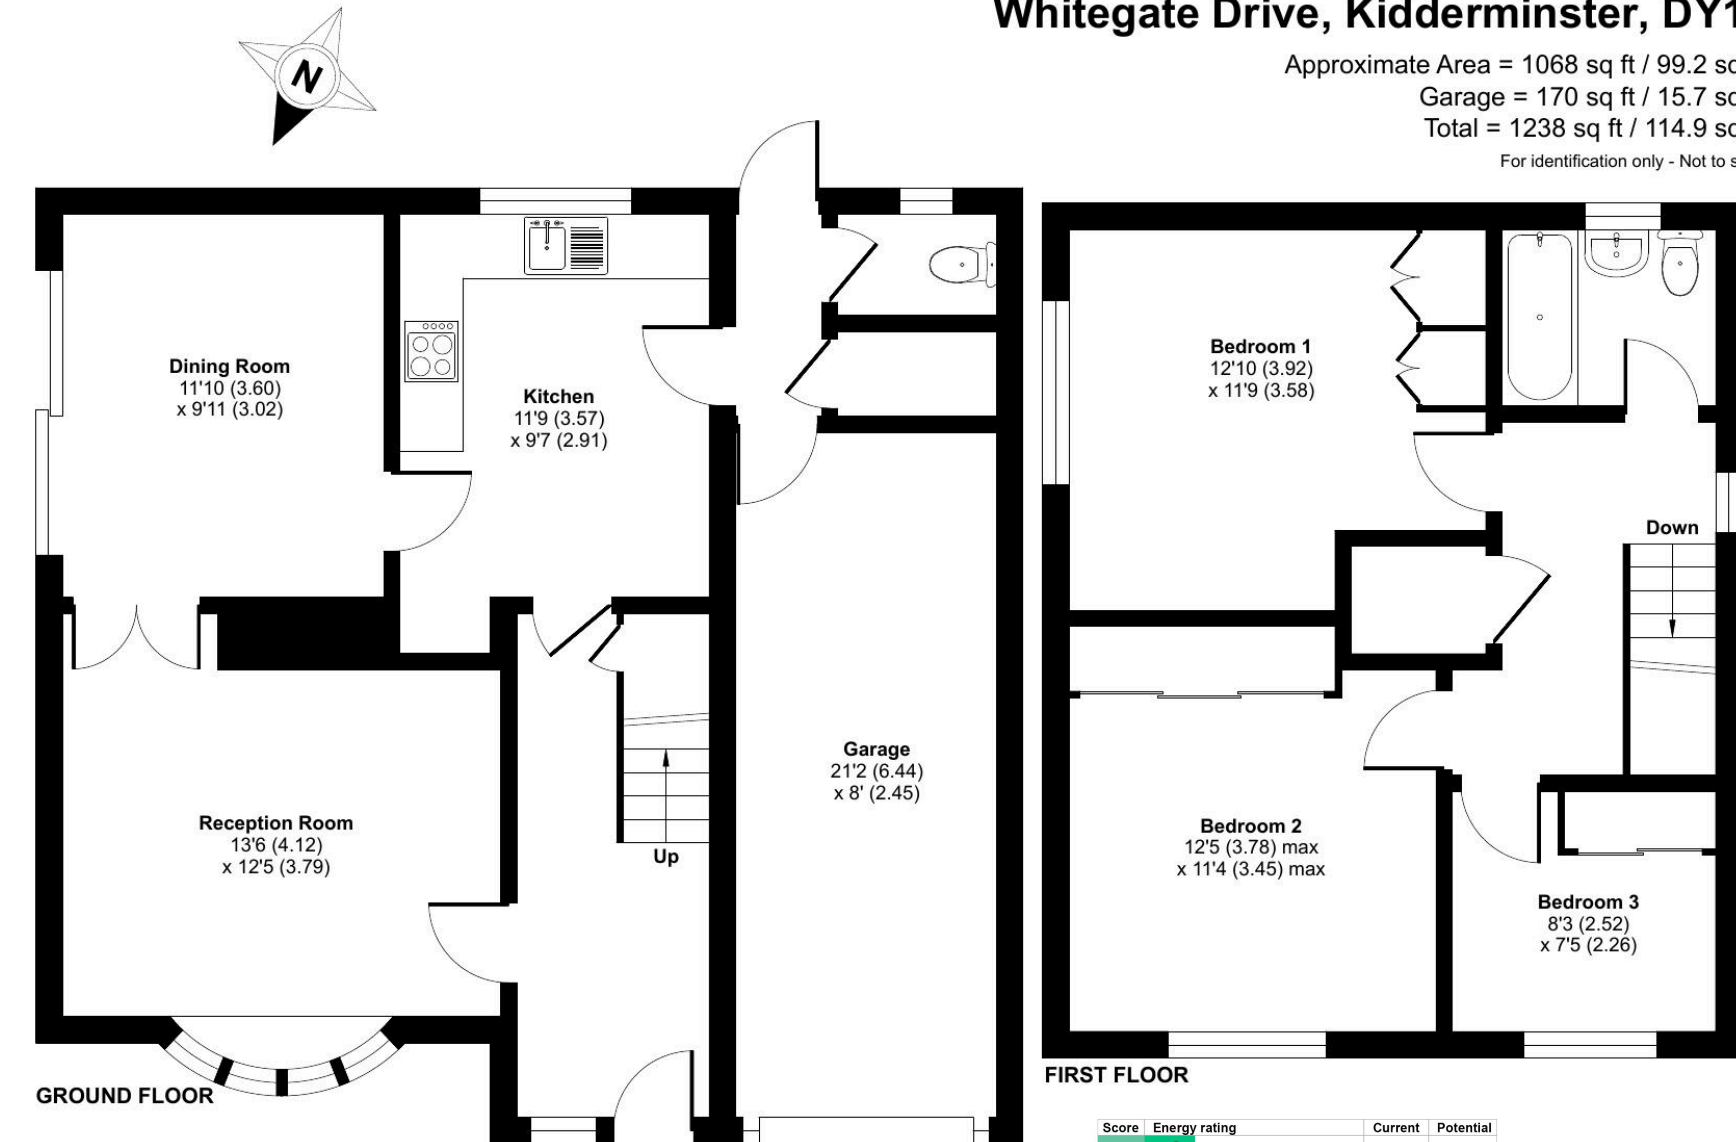 Whitegate Drive, Kidderminster, DY1
Approximate Area = 1068 sq ft / 99.2 sq
Garage = 170 sq ft / 15.7 sq
Total = 1238 sq ft / 114.9 sq
For identification only - Not to s
N
Dining Room
11'10 (3.60)
x 9'11 (3.02)
Kitchen
11'9 (3.57)
x 9'7 (2.91)
Reception Room
13'6 (4.12)
x 12'5 (3.79)
Up
Garage
21'2 (6.44)
x 8' (2.45)
GROUND FLOOR
Bedroom 1
12'10 (3.92)
x 11'9 (3.58)
Down
Bedroom 2
12'5 (3.78) max
x 11'4 (3.45) max
Bedroom 3
8'3 (2.52)
x 7'5 (2.26)
FIRST FLOOR
Score Energy rating Current Potential